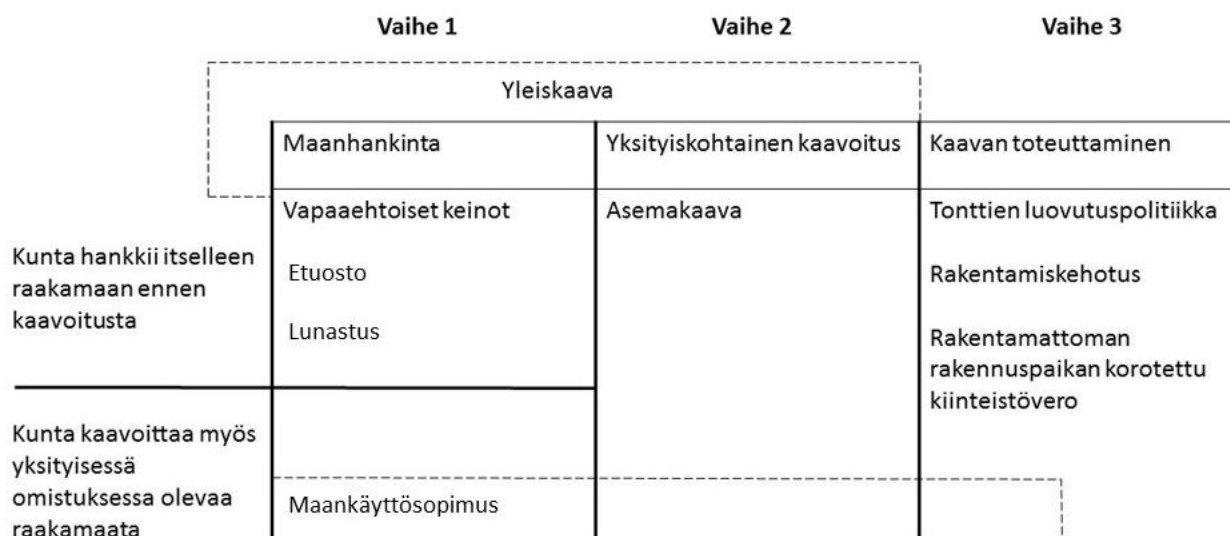 Vaihe 1
Vaihe 2
Vaihe 3
Yleiskaava
Maanhankinta
Yksityiskohtainen kaavoitus
Kaavan toteuttaminen
Kunta hankkii itselleen
raakamaan ennen
kaavoitusta
Vapaaehtoiset keinot
Etuosto
Lunastus
Asemakaava
Tonttien luovutuspolitiikka
Rakentamiskehotus
Rakentamattoman
rakennuspaikan korotettu
kiinteistövero
Kunta kaavoittaa myös
yksityisessä
omistuksessa olevaa
raakamaata
Maankäyttösopimus